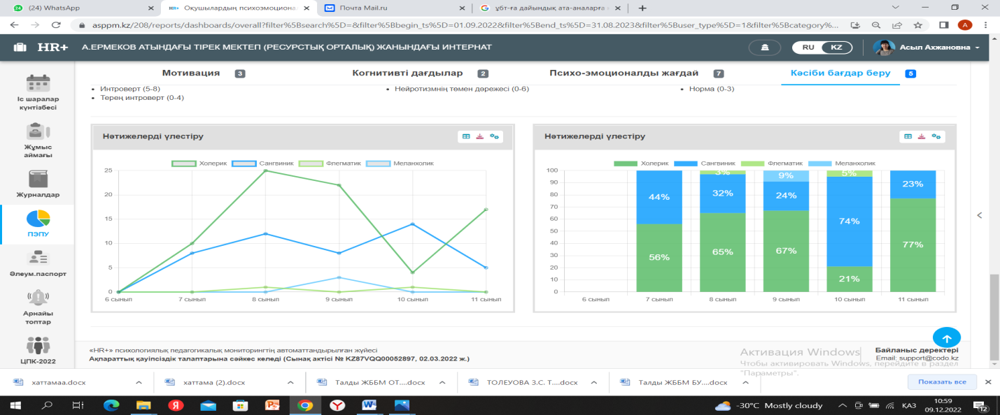 (24) WhatsApp
Оқушылардың психоэмоциона
Почта Mail.ru
ұбт-ға дайындық ата-аналарға
asppm.kz/208/reports/dashboards/overall?filter%5Bsearch%5D=&filter%5Bbegin_ts%5D=01.09.2022&filter%5Bend_ts%5D=31.08.2023&filter%5Buser_type%5D=1&filter%5Bcategory%...
A
HR+ А.ЕРМЕКОВ АТЫНДАҒЫ ТІРЕК МЕКТЕП (РЕСУРСТЫҚ ОРТАЛЫҚ) ЖАНЫНДАҒЫ ИНТЕРНАТ
RU KZ
Асыл Ахжановна
Іс шаралар
күнтізбесі
Жұмыс
аймағы
Журналдар
ПЭПУ
Әлеум.паспорт
Арнайы
топтар
ЦПК-2022
Мотивация 3 Когнитивті дағдылар 2 Психо-эмоционалды жағдай 7 Кәсіби бағдар беру 5
• Интроверт (5-8)
• Терең интроверт (0-4)
• Нейротизмнің төмен дәрежесі (0-6)
• Норма (0-3)
Нәтижелерді үлестіру
Холерик Сангвиник Флегматик Меланхолик
25
20
15
10
5
0
6 сынып 7 сынып 8 сынып 9 сынып 10 сынып 11 сынып
Нәтижелерді үлестіру
Холерик Сангвиник Флегматик Меланхолик
100
90
80
70
60
50
40
30
20
10
0
44%
56%
3%
32%
65%
9%
24%
67%
5%
74%
21%
23%
77%
6 сынып 7 сынып 8 сынып 9 сынып 10 сынып 11 сынып
«HR+» психологиялық педагогикалық мониторингтің автоматтандырылған жүйесі
Ақпараттық қауіпсіздік талаптарына сәйкес келеді (Сынақ актісі № KZ87VQQ00052897, 02.03.2022 ж.)
Байланыс деректері
Email: support@codo.kz
Активация Windows
Чтобы активировать Windows, перейдите в раздел
"Параметры".
хаттамаа.docx
хаттама (2).docx
Талды ЖББМ ОТ....docx
ТОЛЕУОВА З.С. Т....docx
Талды ЖББМ БУ....docx
Показать все
-30°C Mostly cloudy
ҚАЗ
10:59
09.12.2022
12